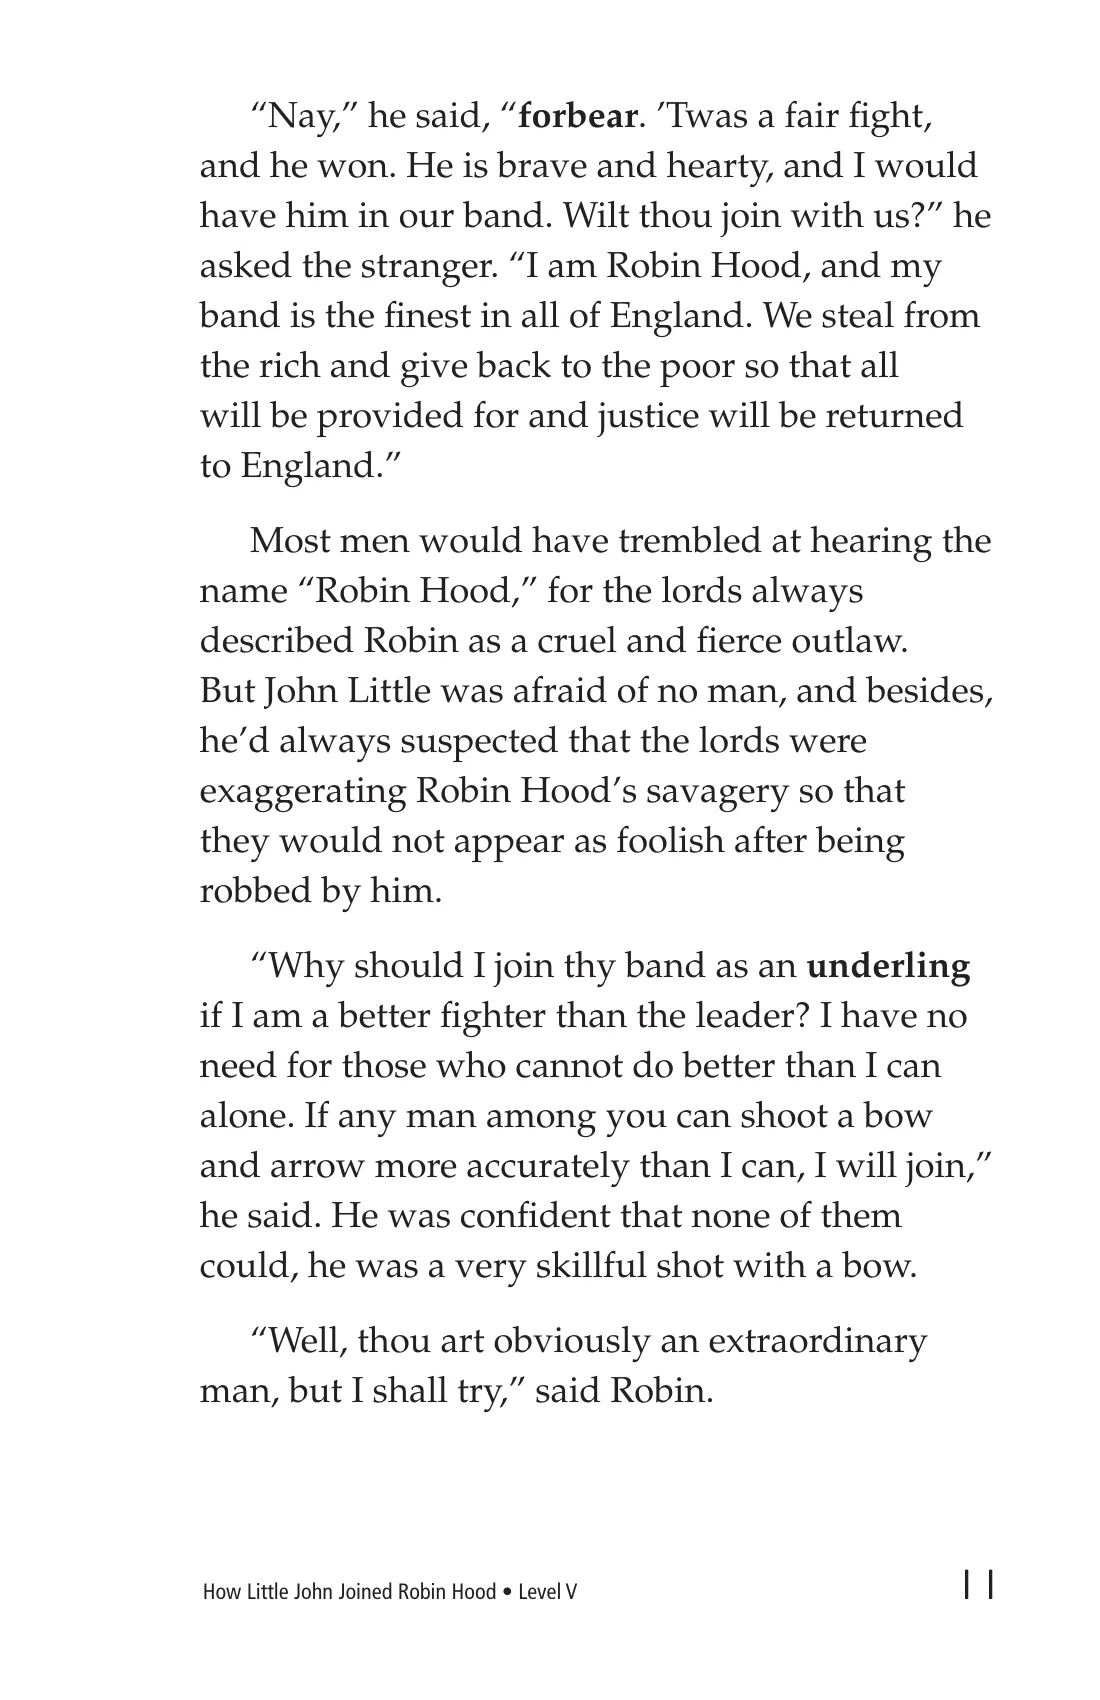 “Nay,” he said, “forbear. ’Twas a fair fight,
and he won. He is brave and hearty, and I would
have him in our band. Wilt thou join with us?” he
asked the stranger. “I am Robin Hood, and my
band is the finest in all of England. We steal from
the rich and give back to the poor so that all
will be provided for and justice will be returned
to England.”
Most men would have trembled at hearing the
name “Robin Hood,” for the lords always
described Robin as a cruel and fierce outlaw.
But John Little was afraid of no man, and besides,
he’d always suspected that the lords were
exaggerating Robin Hood’s savagery so that
they would not appear as foolish after being
robbed by him.
“Why should I join thy band as an underling
if I am a better fighter than the leader? I have no
need for those who cannot do better than I can
alone. If any man among you can shoot a bow
and arrow more accurately than I can, I will join,”
he said. He was confident that none of them
could, he was a very skillful shot with a bow.
“Well, thou art obviously an extraordinary
man, but I shall try,” said Robin.
How Little John Joined Robin Hood • Level V 11